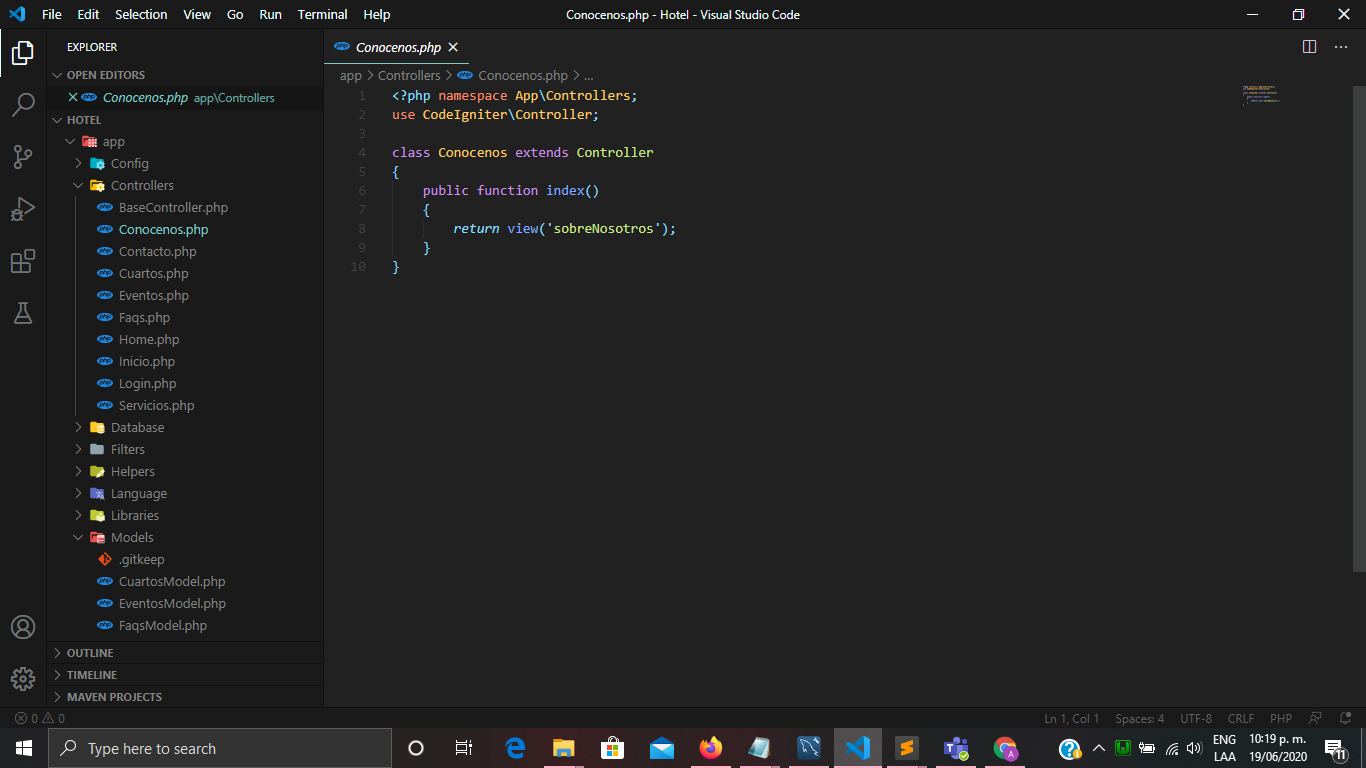 File Edit Selection View Go Run Terminal Help
Conocenos.php - Hotel - Visual Studio Code
EXPLORER
OPEN EDITORS
Conocenos.php app\Controllers
HOTEL
app
Config
Controllers
BaseController.php
Conocenos.php
Contacto.php
Cuartos.php
Eventos.php
Faqs.php
Home.php
Inicio.php
Login.php
Servicios.php
Database
Filters
Helpers
Language
Libraries
Models
.gitkeep
CuartosModel.php
EventosModel.php
FaqsModel.php
OUTLINE
TIMELINE
MAVEN PROJECTS
Conocenos.php
app > Controllers > Conocenos.php > ...
1 <?php namespace App\Controllers;
2 use CodeIgniter\Controller;
3
4 class Conocenos extends Controller
5 {
6 public function index()
7 {
8 return view('sobreNosotros');
9 }
10 }
0 0
Ln 1, Col 1 Spaces: 4 UTF-8 CRLF PHP
Type here to search
ENG
LAA
10:19 p. m.
19/06/2020
11